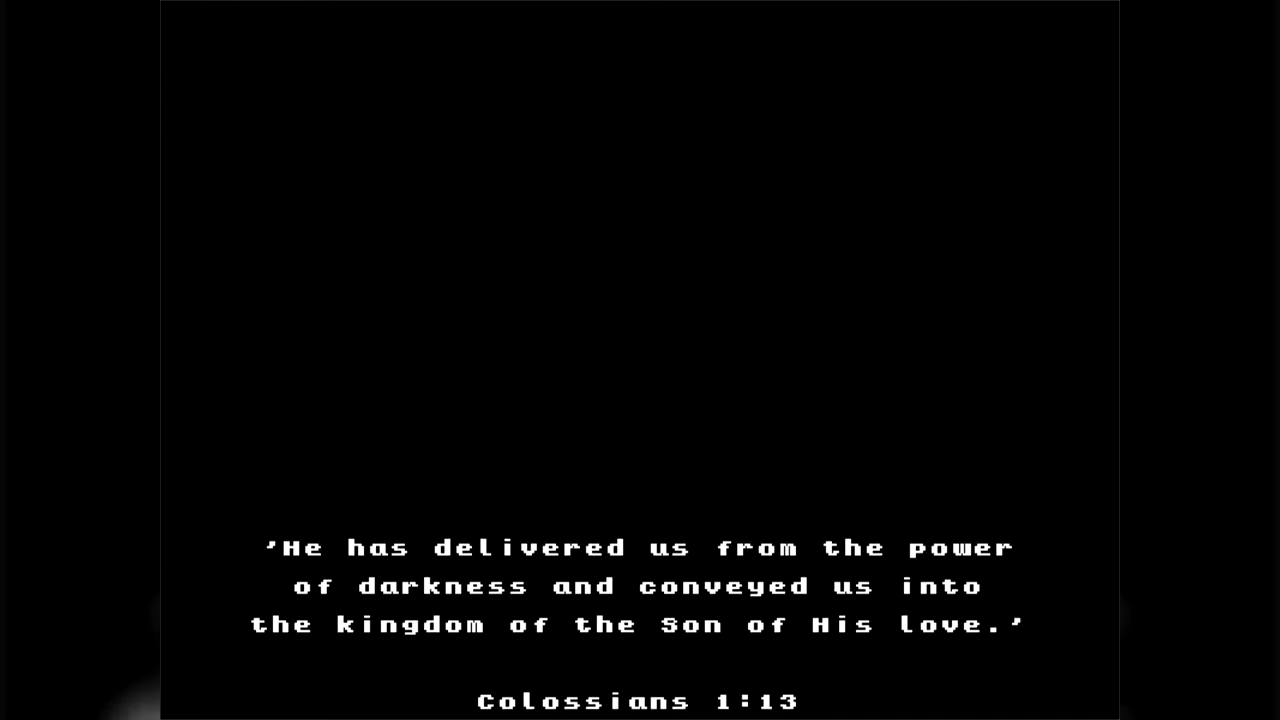 'He has delivered us from the power
of darkness and conveyed us into
the kingdom of the Son of His love.'
Colossians 1:13